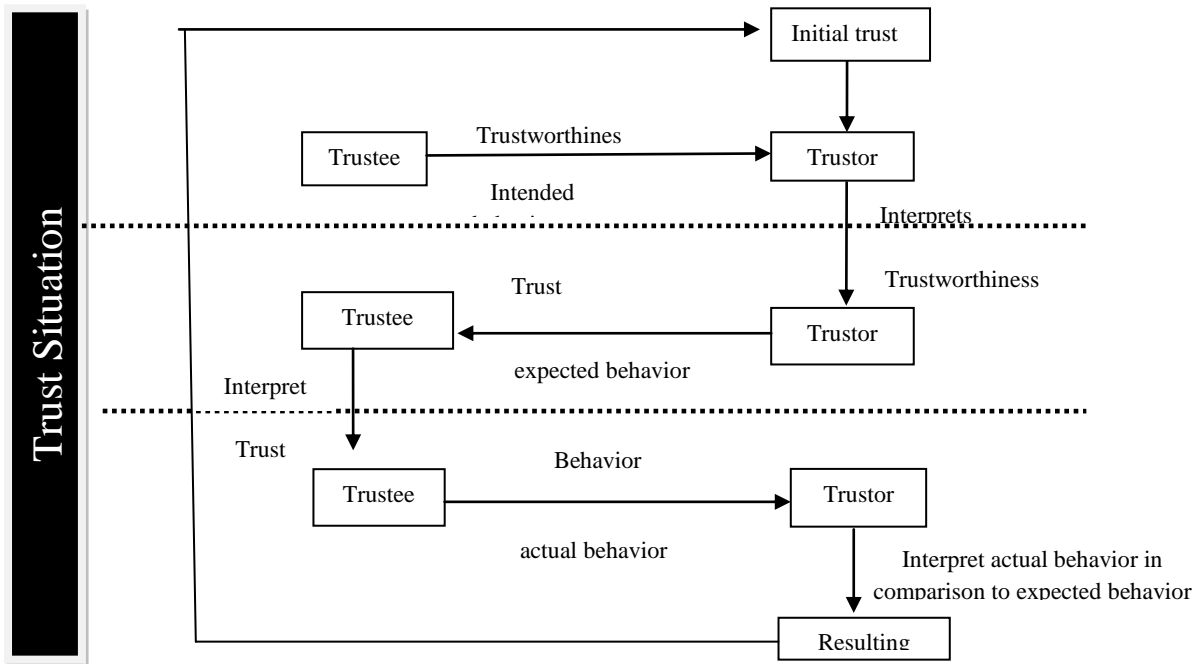 Trust Situation
Initial trust
Trustworthines
Trustee
Trustor
Intended
Interprets
Trustworthiness
Trust
Trustee
Trustor
expected behavior
Interpret
Trust
Behavior
Trustee
Trustor
actual behavior
Interpret actual behavior in
comparison to expected behavior
Resulting